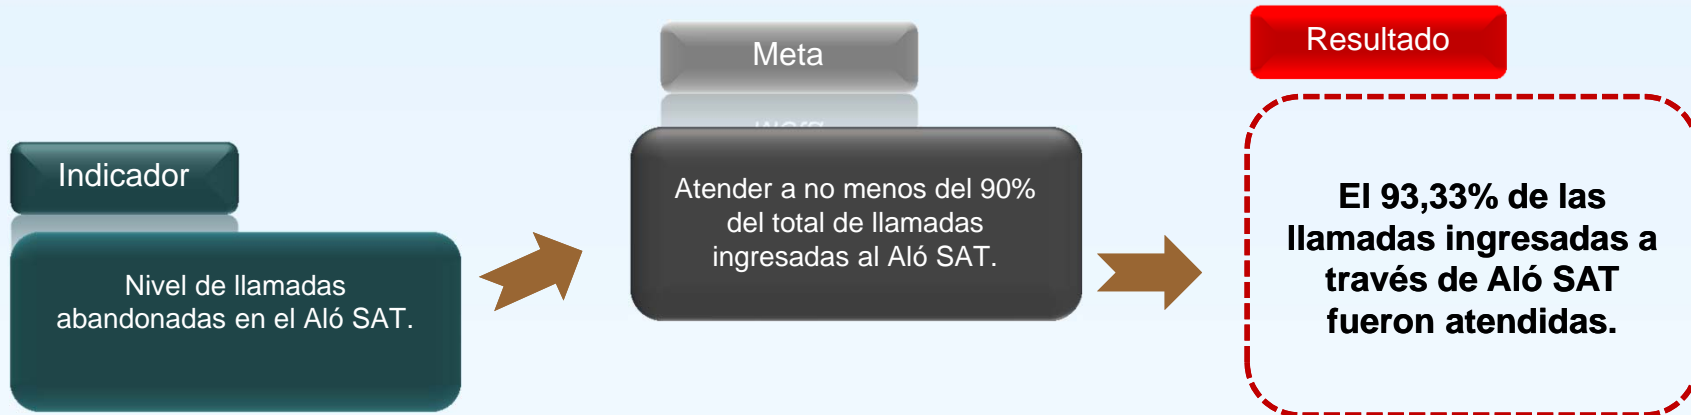 Indicador
Nivel de llamadas
abandonadas en el Aló SAT.
Meta
Atender a no menos del 90%
del total de llamadas
ingresadas al Aló SAT.
Resultado
El 93,33% de las
llamadas ingresadas a
través de Aló SAT
fueron atendidas.